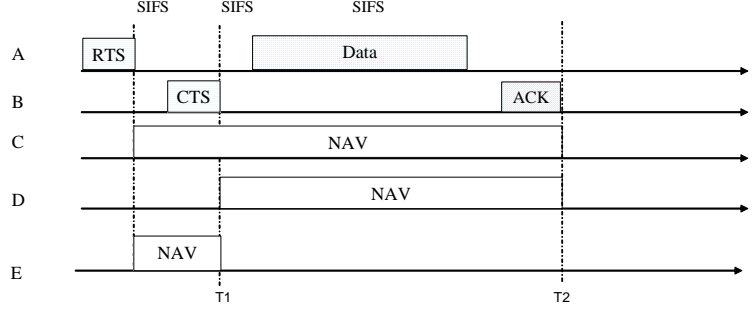 SIFS SIFS SIFS
A RTS Data
B CTS ACK
C NAV
D NAV
E NAV
T1 T2